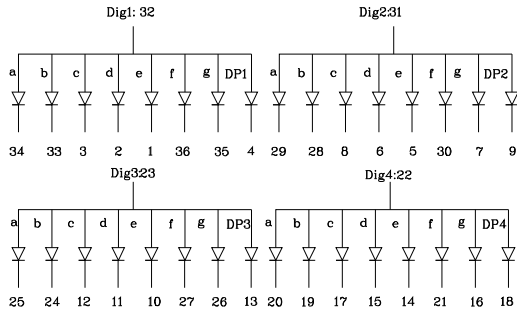 Dig1: 32 Dig2:31
a b c d e f g DP1 a b c d e f g DP2
34 33 3 2 1 36 35 4 29 28 8 6 5 30 7 9
Dig3:23 Dig4:22
a b c d e f g DP3 a b c d e f g DP4
25 24 12 11 10 27 26 13 20 19 17 15 14 21 16 18